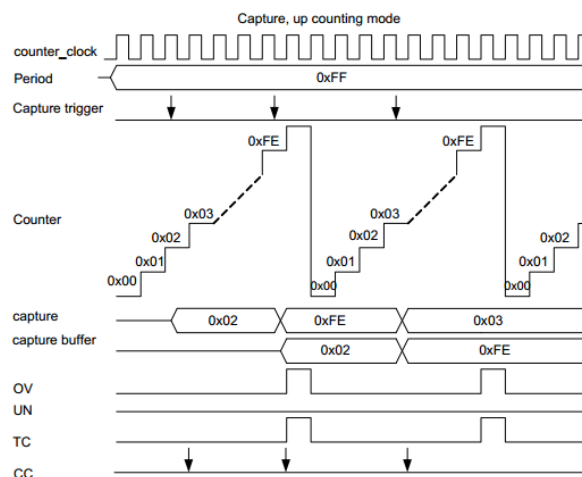 Capture, up counting mode
counter_clock
Period 0xFF
Capture trigger
0xFE 0xFE
Counter
0x03 0x03
0x02 0x02 0x02
0x01 0x01 0x01
0x00 0x00 0x00
capture 0x02 0xFE 0x03
capture buffer 0x02 0xFE
OV
UN
TC
CC